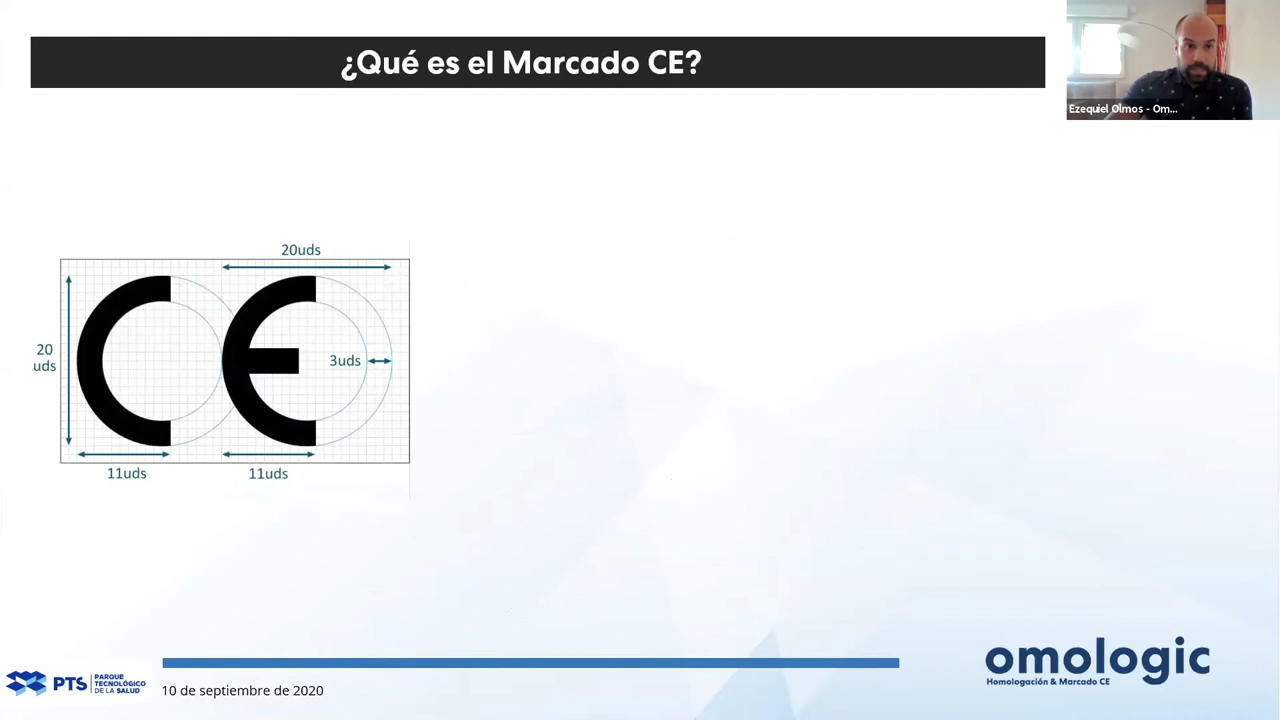 ¿Qué es el Marcado CE?
Ezequiel Olmos - Om...
20uds
20
uds
CE
3uds
11uds
11uds
PTS
PARQUE
TECNOLÓGICO
DE LA SALUD
10 de septiembre de 2020
omologic
Homologación & Marcado CE